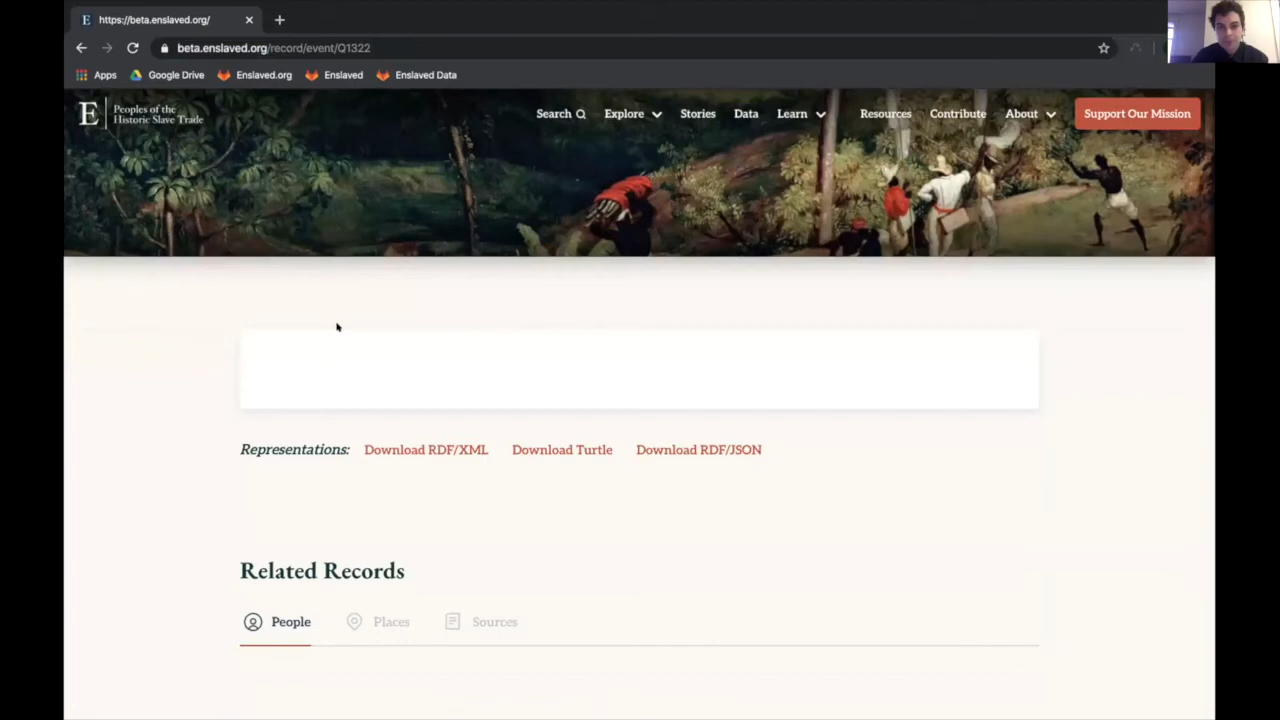 https://beta.enslaved.org/
beta.enslaved.org/record/event/Q1322
Apps Google Drive Enslaved.org Enslaved Enslaved Data
E Peoples of the Historic Slave Trade
Search Explore Stories Data Learn Resources Contribute About Support Our Mission
Representations: Download RDF/XML Download Turtle Download RDF/JSON
Related Records
People Places Sources